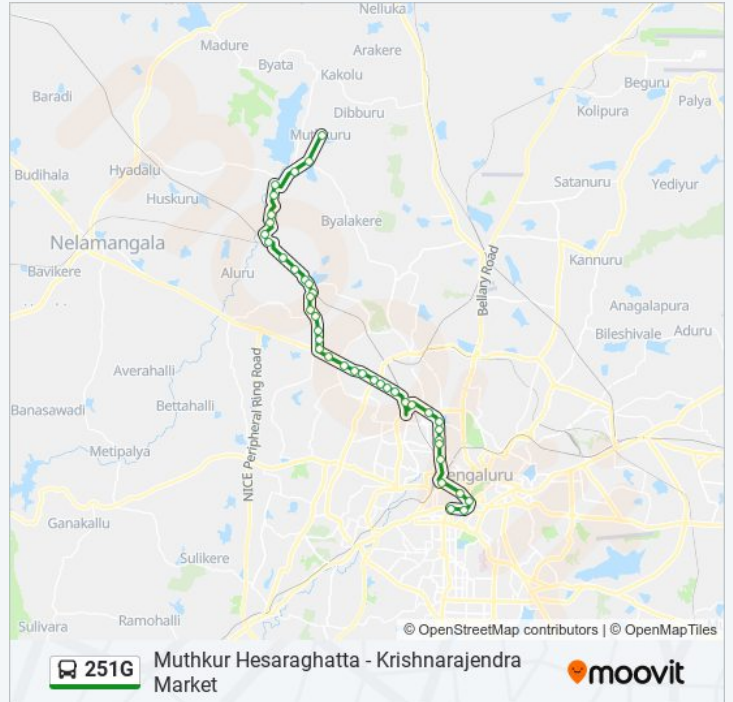 Nelluka
Madure
Arakere
Byata
Kakolu
Beguru
Baradi
Dibburu
Kolipura
Palya
Hyadalu
Budihala
Huskuru
Satanuru
Yediyur
Byalakere
Nelamangala
Bellary Road
Kannuru
Bavikere
Aluru
Anagalapura
Bileshivale
Aduru
Averahalli
NICE Peripheral Ring Road
Banasawadi
Bettahalli
Metipalya
Ganakallu
Sulikere
Sulivara
Ramohalli
© OpenStreetMap contributors | © OpenMapTiles
251G
Muthkur Hesaraghatta - Krishnarajendra
Market
moovit